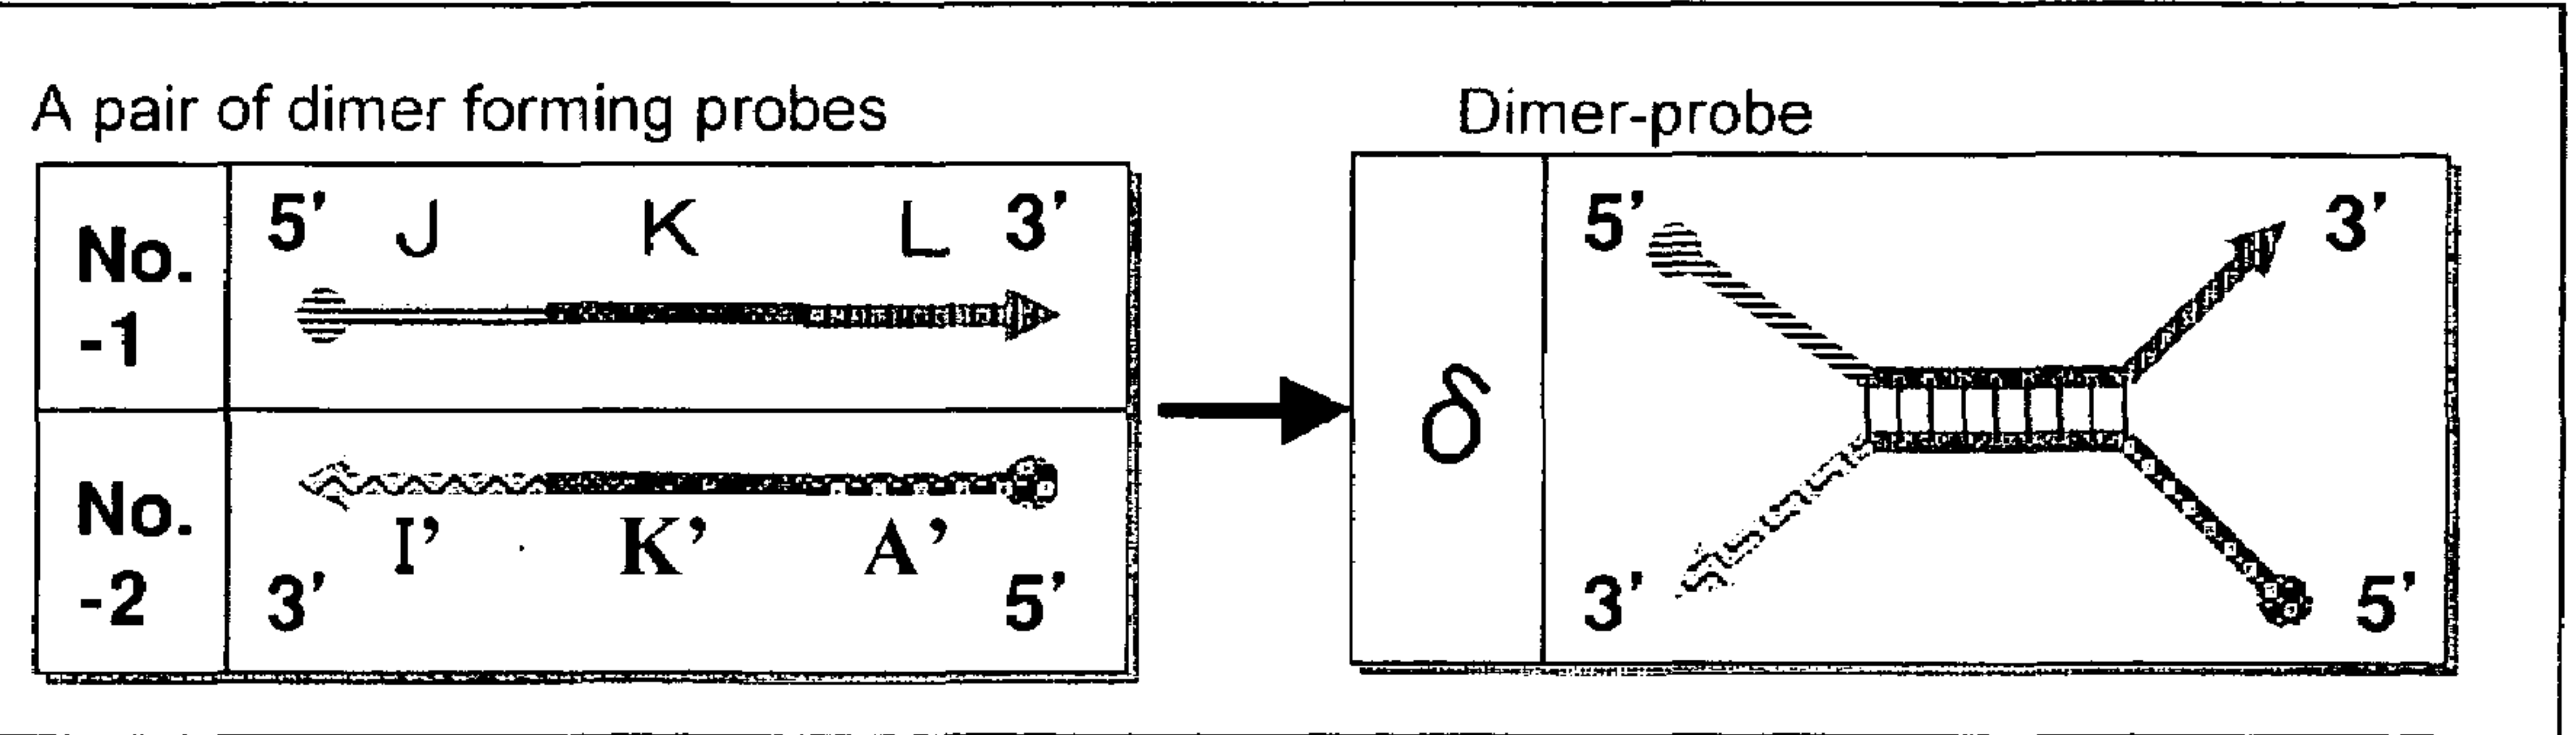 A pair of dimer forming probes
Dimer-probe
No. -1
5' J K L 3'
No. -2
I' K' A'
3' 5'
δ
5' 3'
3' 5'